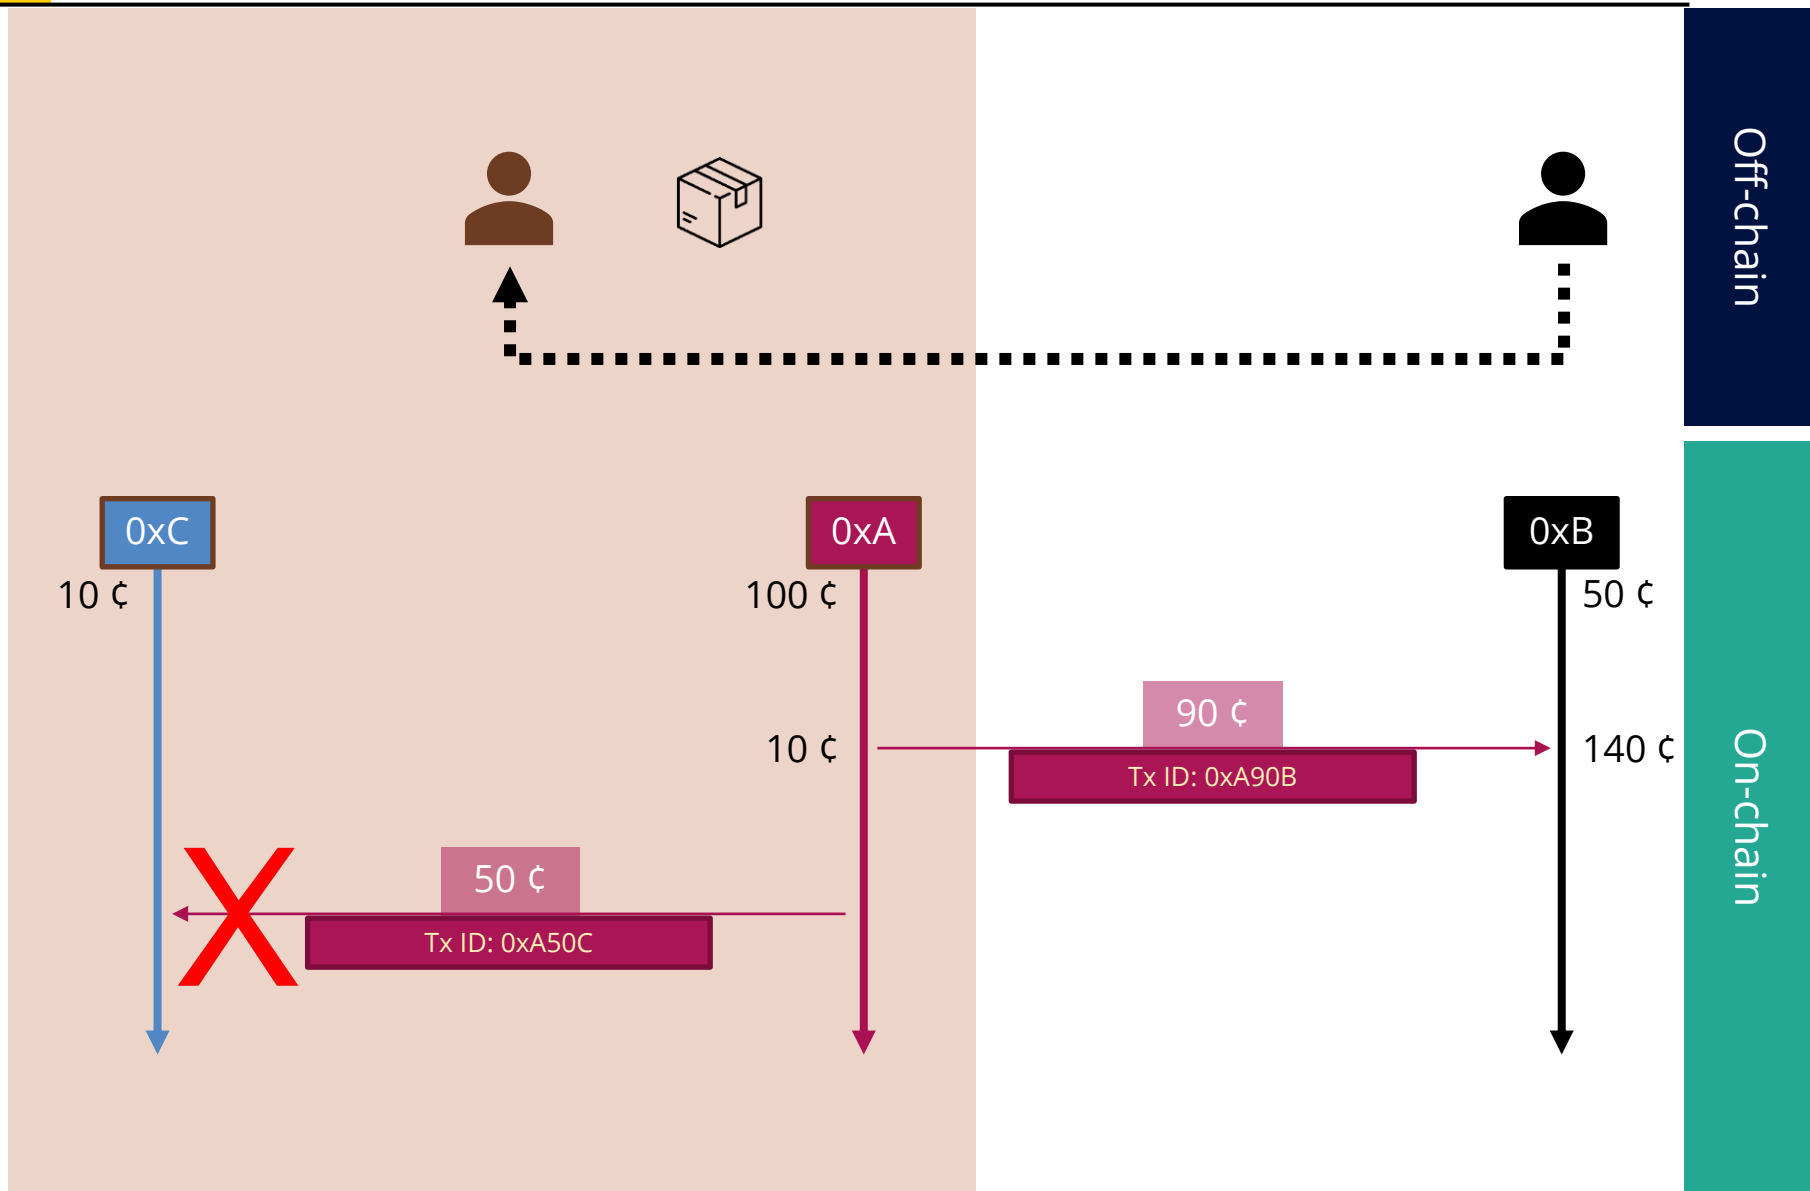 Off-chain
0xC
0xA
0xB
10 ¢
100 ¢
50 ¢
90 ¢
10 ¢
140 ¢
Tx ID: 0xA90B
On-chain
50 ¢
X
Tx ID: 0xA50C